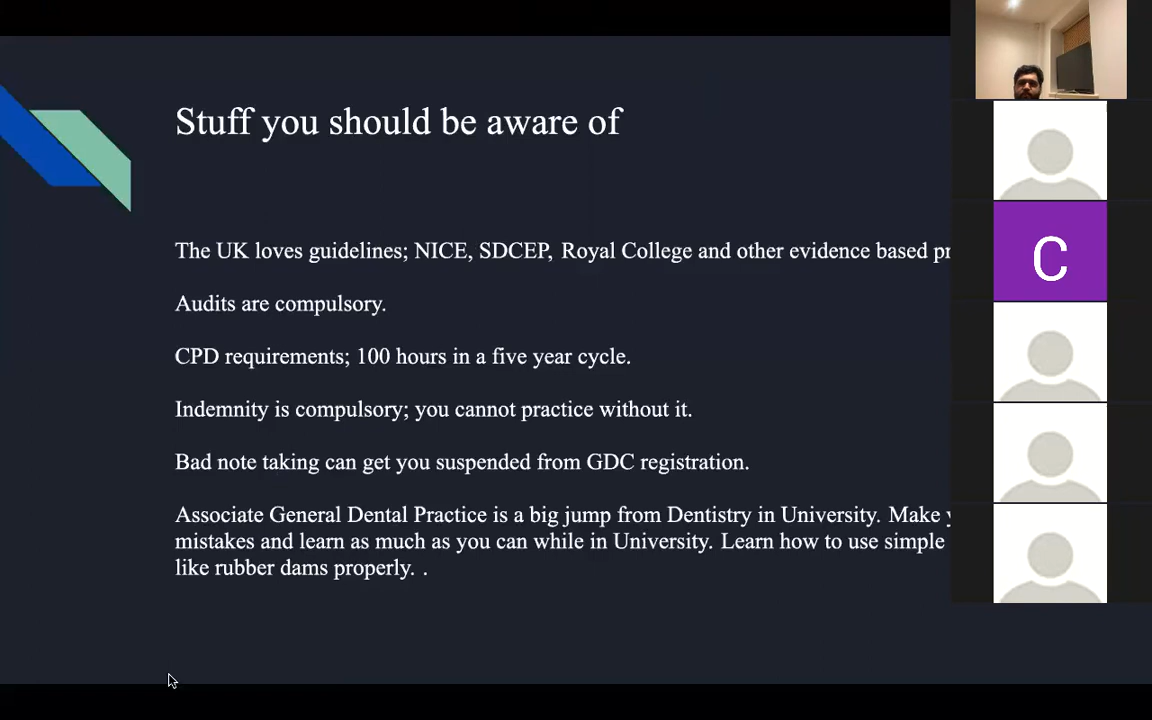 Stuff you should be aware of
The UK loves guidelines; NICE, SDCEP, Royal College and other evidence based
Audits are compulsory.
CPD requirements; 100 hours in a five year cycle.
Indemnity is compulsory; you cannot practice without it.
Bad note taking can get you suspended from GDC registration.
Associate General Dental Practice is a big jump from Dentistry in University. Make
mistakes and learn as much as you can while in University. Learn how to use simple
like rubber dams properly. .
C